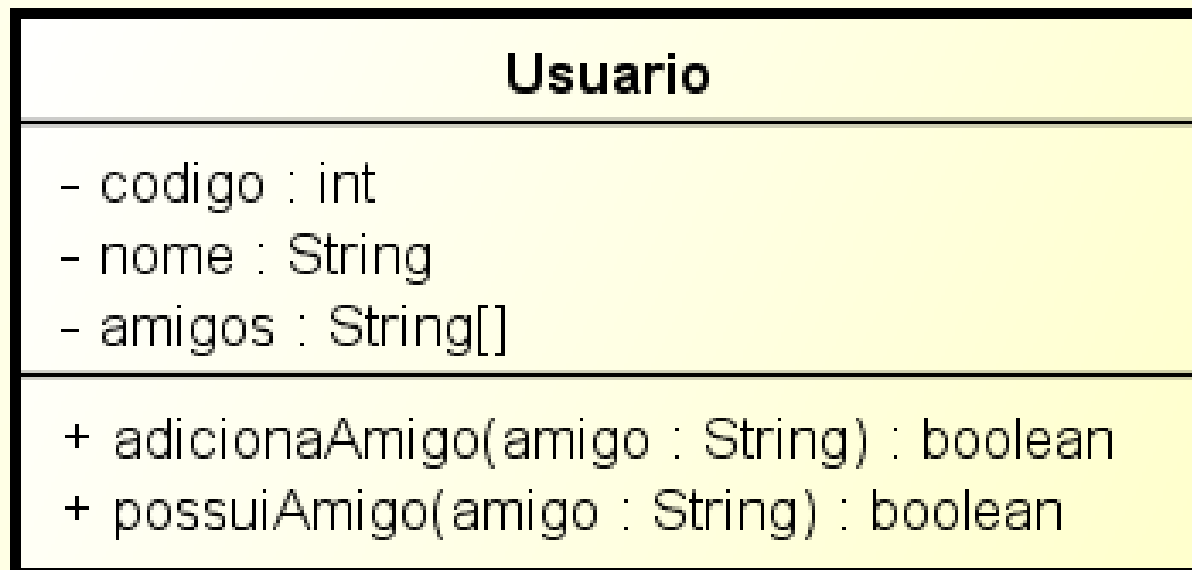 Usuario
- codigo : int
- nome : String
- amigos : String[]
+ adicionaAmigo(amigo : String) : boolean
+ possuiAmigo(amigo : String) : boolean